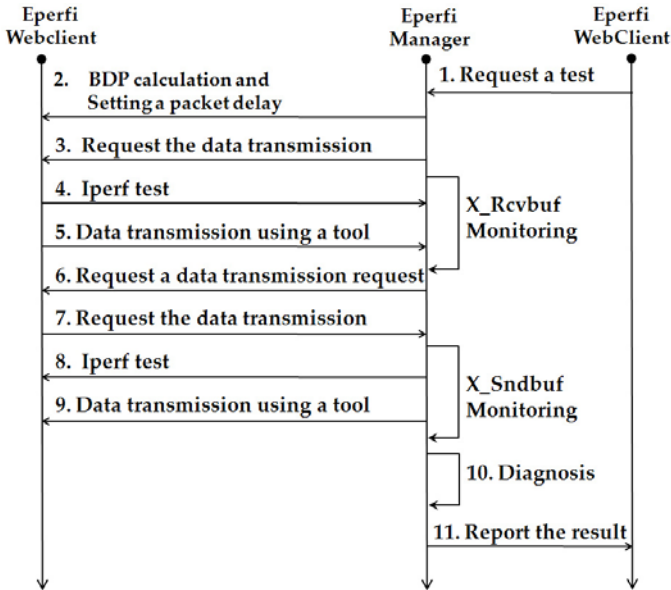 Eperfi
Webclient
Eperfi
Manager
Eperfi
WebClient
1. Request a test
2. BDP calculation and
Setting a packet delay
3. Request the data transmission
4. Iperf test
X_Rcvbuf
Monitoring
5. Data transmission using a tool
6. Request a data transmission request
7. Request the data transmission
8. Iperf test
X_Sndbuf
Monitoring
9. Data transmission using a tool
10. Diagnosis
11. Report the result